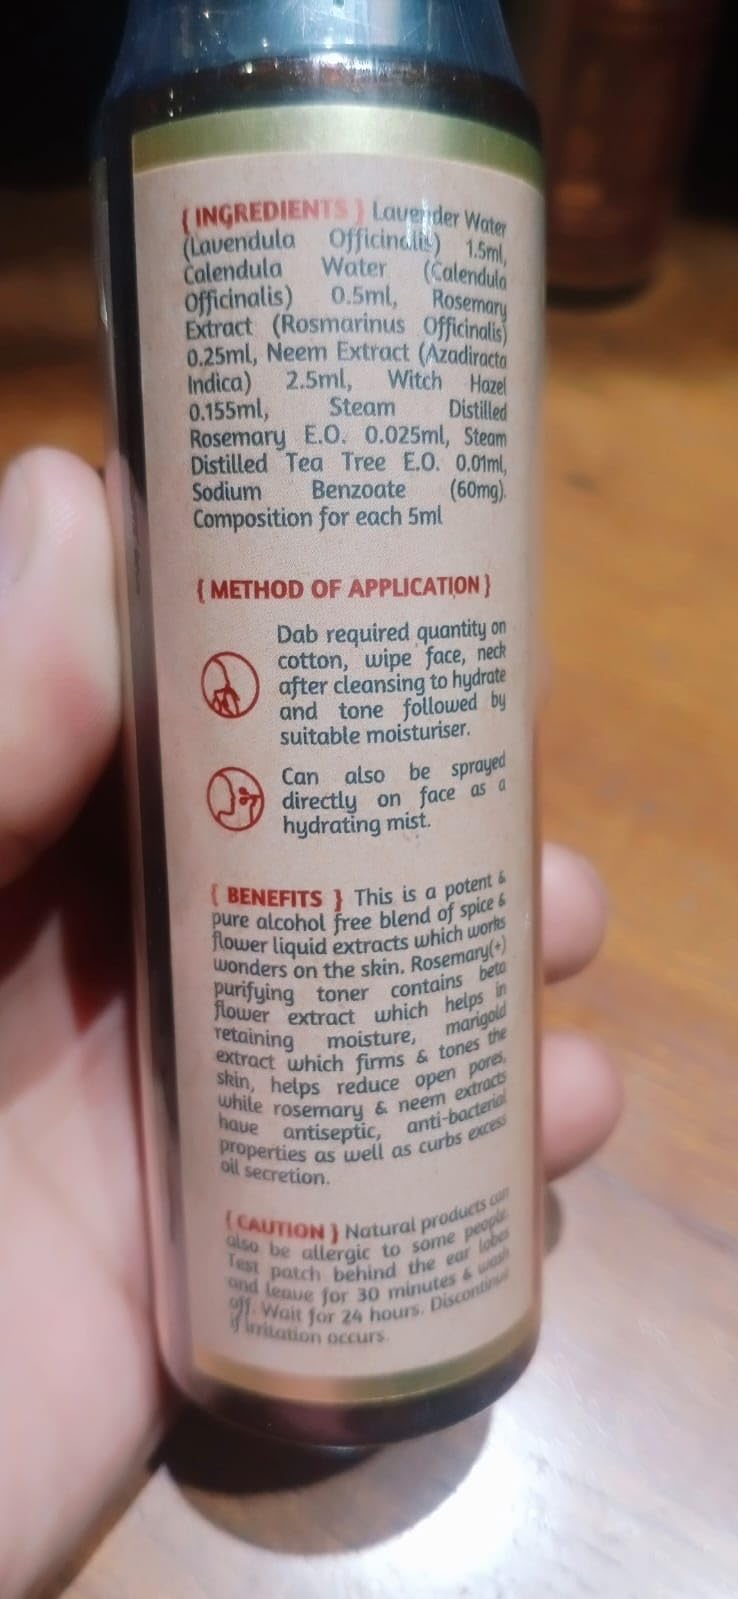 { INGREDIENTS } Lavender Water
(Lavendula Officinalis) 1.5ml,
Calendula Water (Calendula
Officinalis) 0.5ml, Rosemary
Extract (Rosmarinus Officinalis)
0.25ml, Neem Extract (Azadiracta
Indica) 2.5ml, Witch Hazel
0.155ml, Steam Distilled
Rosemary E.O. 0.025ml, Steam
Distilled Tea Tree E.O. 0.01ml,
Sodium Benzoate (60mg).
Composition for each 5ml
{ METHOD OF APPLICATION }
Dab required quantity on
cotton, wipe face, neck
after cleansing to hydrate
and tone followed by
suitable moisturiser.
Can also be sprayed
directly on face as a
hydrating mist.
{ BENEFITS } This is a potent &
pure alcohol free blend of spice &
flower liquid extracts which works
wonders on the skin. Rosemary(+)
purifying toner contains beta
flower extract which helps in
retaining moisture, marigold
extract which firms & tones the
skin, helps reduce open pores,
while rosemary & neem extracts
have antiseptic, anti-bacterial
properties as well as curbs excess
oil secretion.
{ CAUTION } Natural products can
also be allergic to some people.
Test patch behind the ear lobes
and leave for 30 minutes & wash
off. Wait for 24 hours. Discontinue
if irritation occurs.